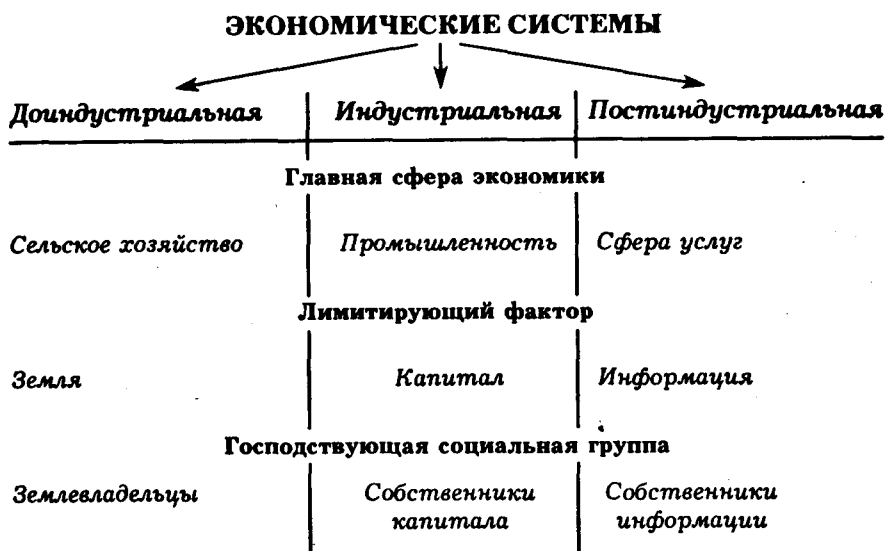 ЭКОНОМИЧЕСКИЕ СИСТЕМЫ
Доиндустриальная Индустриальная Постиндустриальная
Главная сфера экономики
Сельское хозяйство Промышленность Сфера услуг
Лимитирующий фактор
Земля Капитал Информация
Господствующая социальная группа
Землевладельцы Собственники Собственники
капитала информации